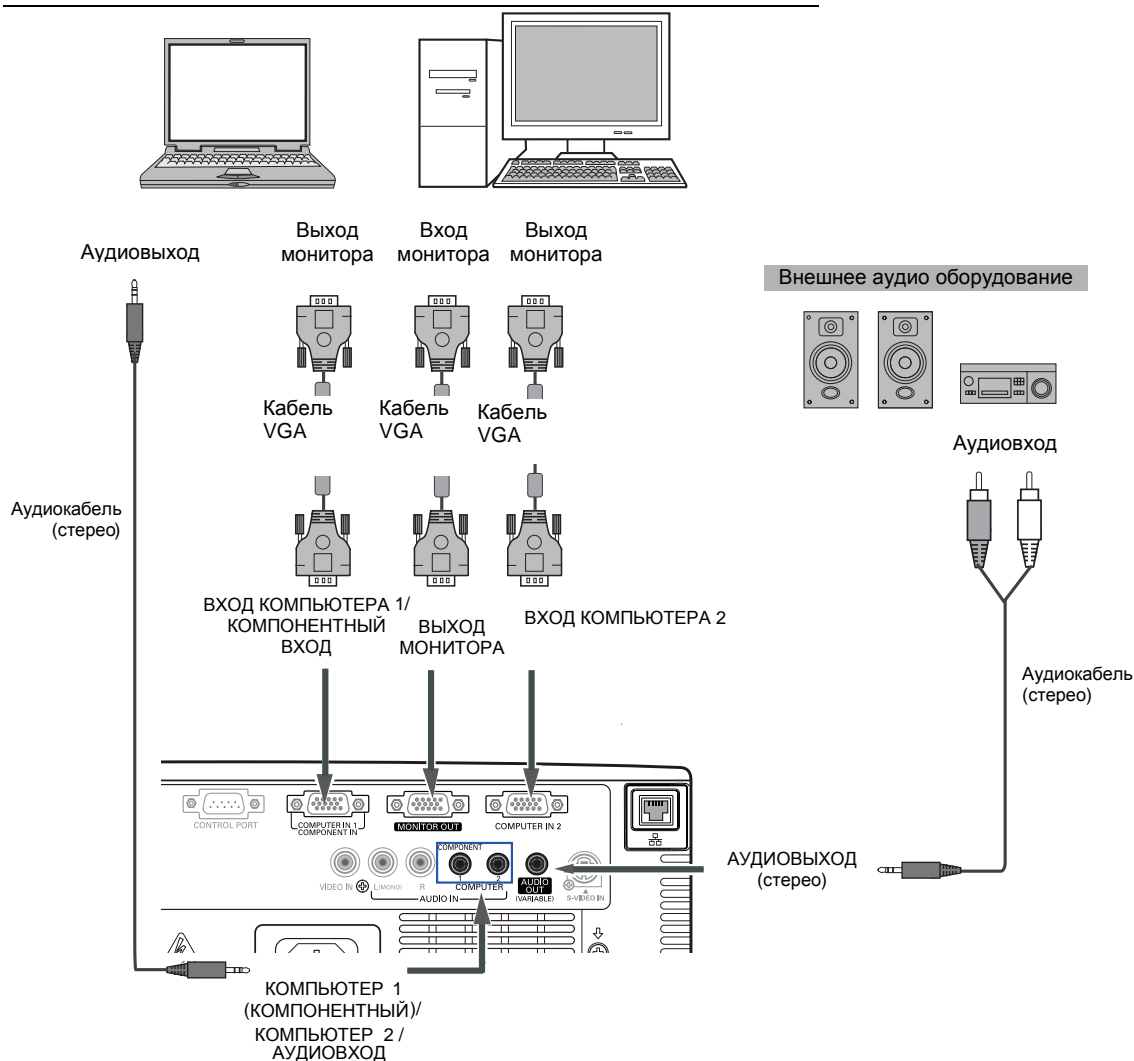 Аудиовыход
Выход
монитора
Вход
монитора
Выход
монитора
Внешнее аудио оборудование
Кабель
VGA
Кабель
VGA
Кабель
VGA
Аудиовход
Аудиокабель
(стерео)
ВХОД КОМПЬЮТЕРА 1/
КОМПОНЕНТНЫЙ
ВХОД
ВЫХОД
МОНИТОРА
ВХОД КОМПЬЮТЕРА 2
Аудиокабель
(стерео)
CONTROL PORT
COMPUTER IN 1
COMPONENT IN
MONITOR OUT
COMPUTER IN 2
COMPONENT
1
2
VIDEO IN
L(MONO)
R
COMPUTER
AUDIO IN
AUDIO
OUT
(VARIABLE)
S-VIDEO IN
АУДИОВЫХОД
(стерео)
КОМПЬЮТЕР 1
(КОМПОНЕНТНЫЙ)/
КОМПЬЮТЕР 2 /
АУДИОВХОД